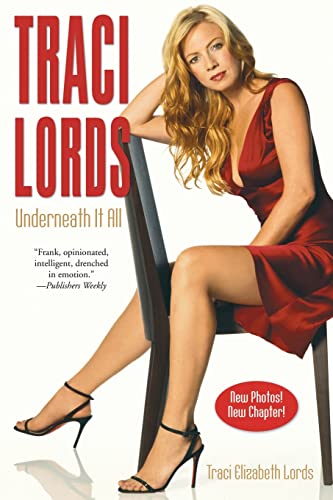 TRACI
LORDS
Underneath It All
"Frank, opinionated,
intelligent, drenched
in emotion."
—Publishers Weekly
New Photos!
New Chapter!
Traci Elizabeth Lords